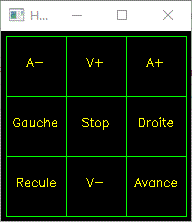 H...
A- V+ A+
Gauche Stop Droite
Recule V- Avance